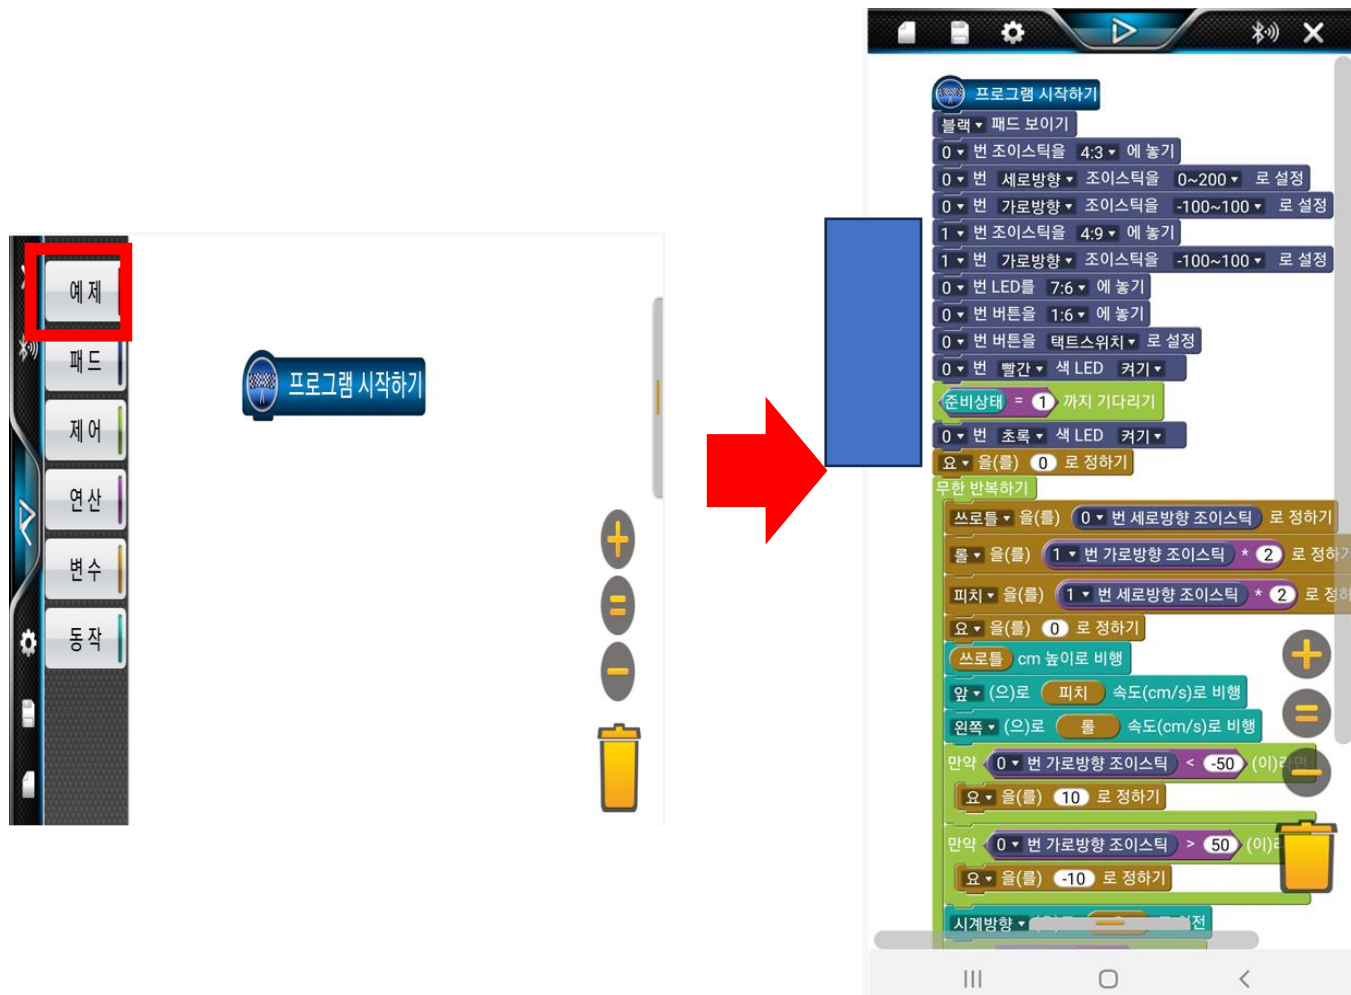 예제
패드
제어
연산
변수
동작
프로그램 시작하기
프로그램 시작하기
블랙 패드 보이기
0 번 조이스틱을 4:3 에 놓기
0 번 세로방향 조이스틱을 0~200 로 설정
0 번 가로방향 조이스틱을 -100~100 로 설정
1 번 조이스틱을 4:9 에 놓기
1 번 가로방향 조이스틱을 -100~100 로 설정
0 번 LED를 7:6 에 놓기
0 번 버튼을 1:6 에 놓기
0 번 버튼을 택트스위치 로 설정
0 번 빨간 색 LED 켜기
준비상태 = 1 까지 기다리기
0 번 초록 색 LED 켜기
요 을(를) 0 로 정하기
무한 반복하기
쓰로틀 을(를) 0 번 세로방향 조이스틱 로 정하기
롤 을(를) 1 번 가로방향 조이스틱 * 2 로 정하기
피치 을(를) 1 번 세로방향 조이스틱 * 2 로 정하
요 을(를) 0 로 정하기
쓰로틀 cm 높이로 비행
앞 (으)로 피치 속도(cm/s)로 비행
왼쪽 (으)로 롤 속도(cm/s)로 비행
만약 0 번 가로방향 조이스틱 < -50 (이)라면
요 을(를) 10 로 정하기
만약 0 번 가로방향 조이스틱 > 50 (이)
요 을(를) -10 로 정하기
시계방향